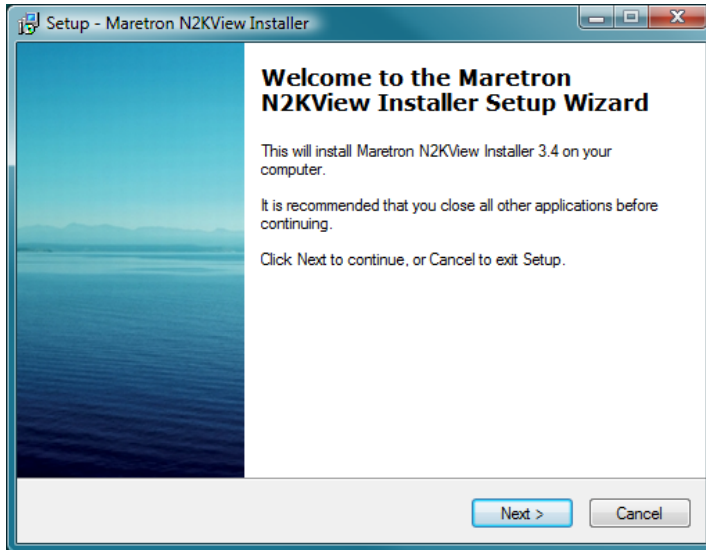 Setup - Maretron N2KView Installer
Welcome to the Maretron
N2KView Installer Setup Wizard
This will install Maretron N2KView Installer 3.4 on your
computer.
It is recommended that you close all other applications before
continuing.
Click Next to continue, or Cancel to exit Setup.
Next >
Cancel